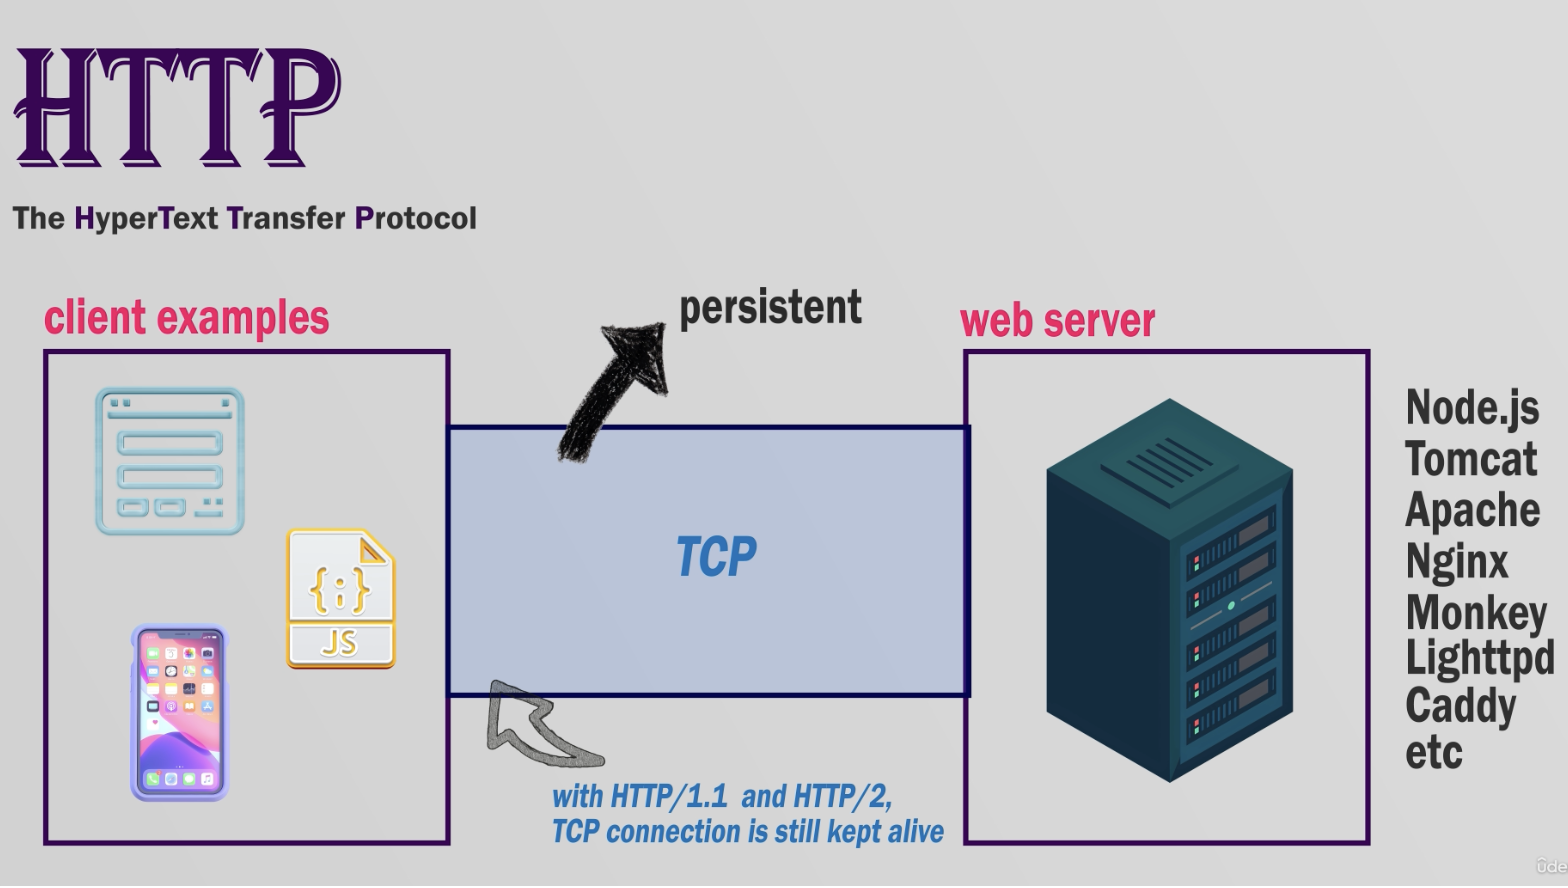 HTTP
The HyperText Transfer Protocol
client examples
persistent
web server
TCP
JS
with HTTP/1.1 and HTTP/2,
TCP connection is still kept alive
Node.js
Tomcat
Apache
Nginx
Monkey
Lighttpd
Caddy
etc